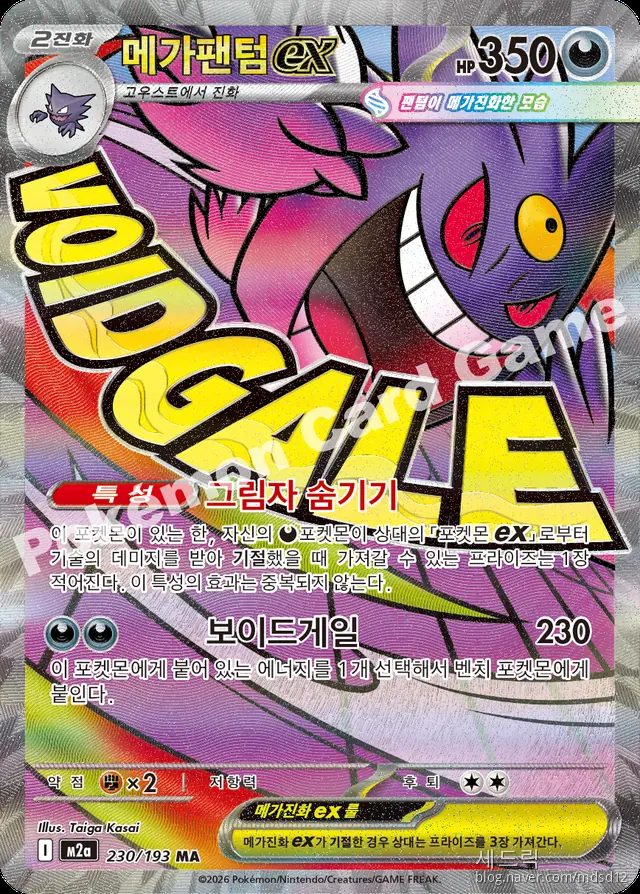 2진화
메가팬텀ex
HP350
고우스트에서 진화
팬텀이 메가진화한 모습
VOID GALE
Pokémon Card Game
특성 그림자 숨기기
이 포켓몬이 있는 한, 자신의 포켓몬이 상대의 「포켓몬 ex」로부터
기술의 데미지를 받아 기절했을 때 가져갈 수 있는 프라이즈는 1장
적어진다. 이 특성의 효과는 중복되지 않는다.
보이드게일 230
이 포켓몬에게 붙어 있는 에너지를 1개 선택해서 벤치 포켓몬에게
붙인다.
약점 ×2 저항력 후퇴
메가진화 ex 룰
메가진화 ex가 기절한 경우 상대는 프라이즈를 3장 가져간다.
Illus. Taiga Kasai
I M2a 230/193 MA
©2026 Pokémon/Nintendo/Creatures/GAME FREAK.
세드릭
blog.naver.com/mdsd12